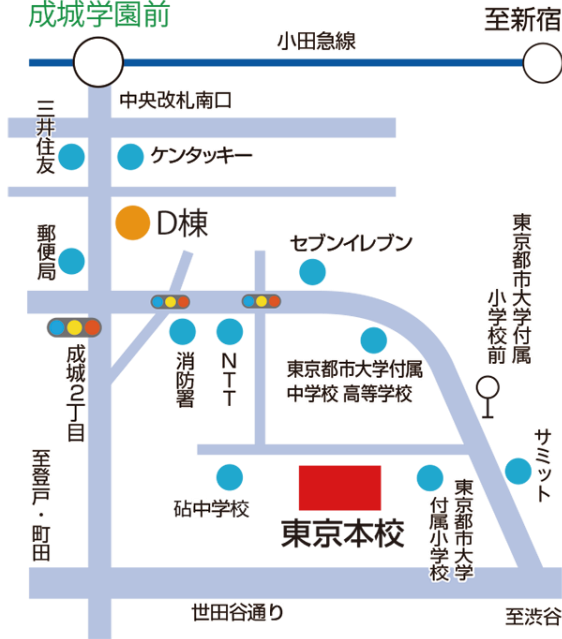 成城学園前
至新宿
小田急線
中央改札南口
三井住友
ケンタッキー
D棟
郵便局
セブンイレブン
東京都市大学付属
小学校前
成城2丁目
消防署
NTT
東京都市大学付属
中学校 高等学校
サミット
至登戸・町田
砧中学校
東京本校
東京都市大学
付属小学校
世田谷通り
至渋谷